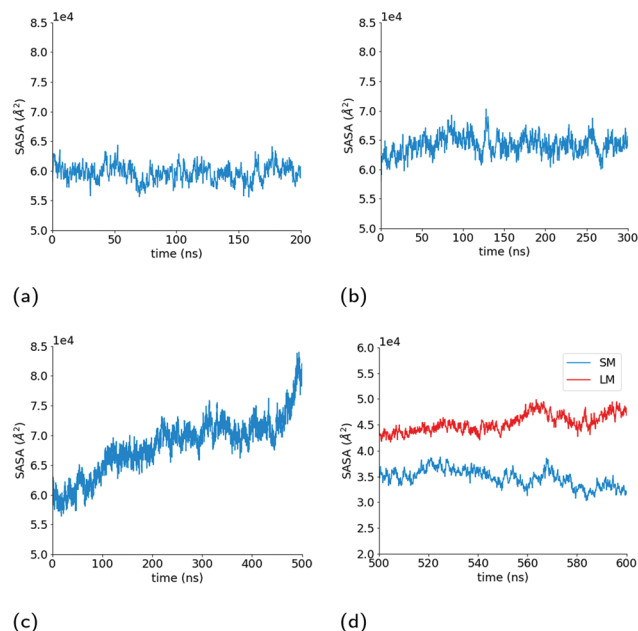 1e4
8.5
8.0
7.5
7.0
6.5
6.0
5.5
5.0
SASA (Å²)
0 50 100 150 200
time (ns)
(a)
1e4
8.5
8.0
7.5
7.0
6.5
6.0
5.5
5.0
SASA (Å²)
0 50 100 150 200 250 300
time (ns)
(b)
1e4
8.5
8.0
7.5
7.0
6.5
6.0
5.5
5.0
SASA (Å²)
0 100 200 300 400 500
time (ns)
(c)
1e4
6.0
5.5
5.0
4.5
4.0
3.5
3.0
2.5
2.0
SASA (Å²)
SM
LM
500 520 540 560 580 600
time (ns)
(d)